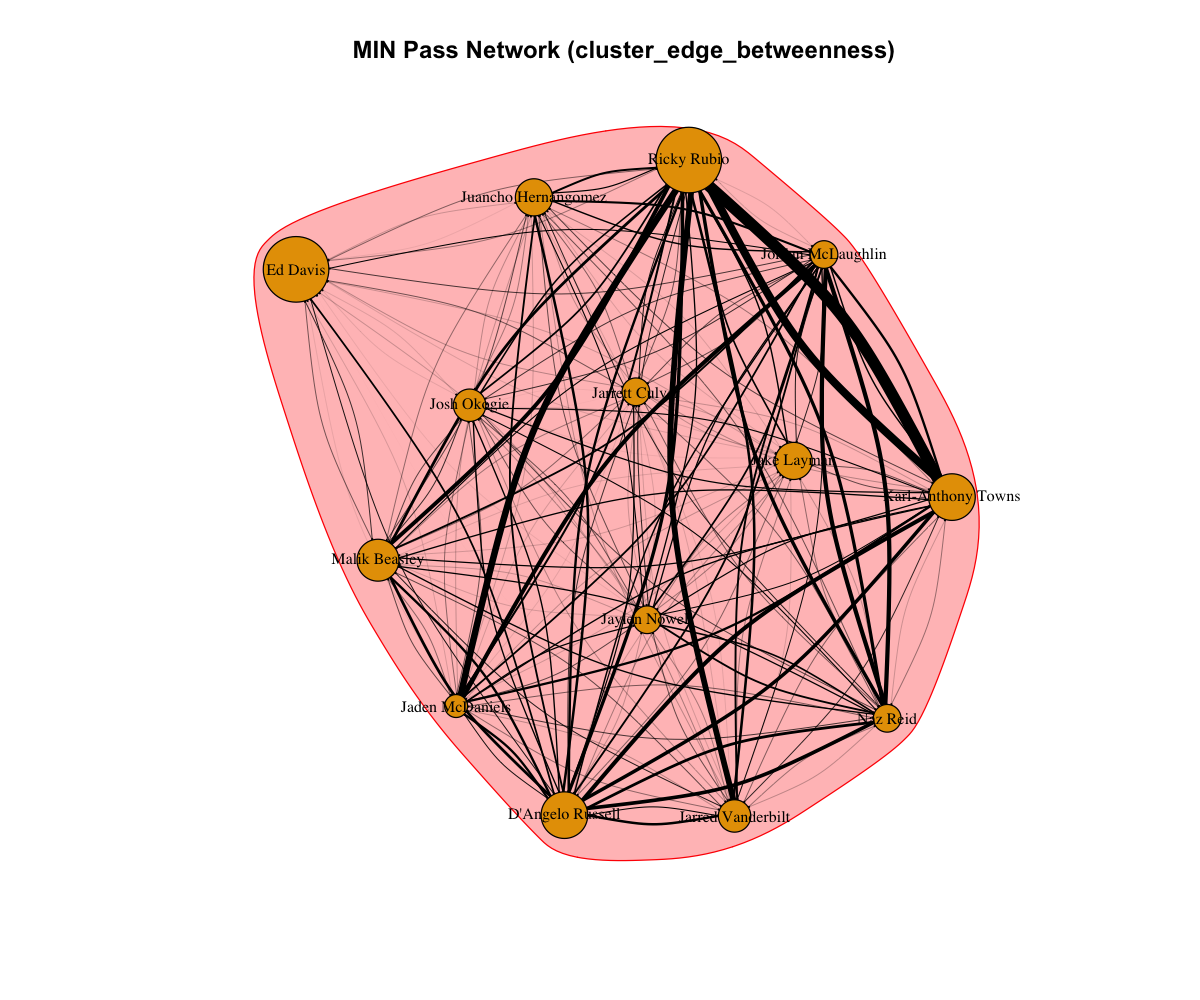 MIN Pass Network (cluster_edge_betweenness)
Ricky Rubio
Juancho Hernangomez
Jordan McLaughlin
Ed Davis
Jarrett Culver
Josh Okogie
Jake Layman
Karl-Anthony Towns
Malik Beasley
Jaylen Nowell
Jaden McDaniels
Naz Reid
D'Angelo Russell
Jarred Vanderbilt